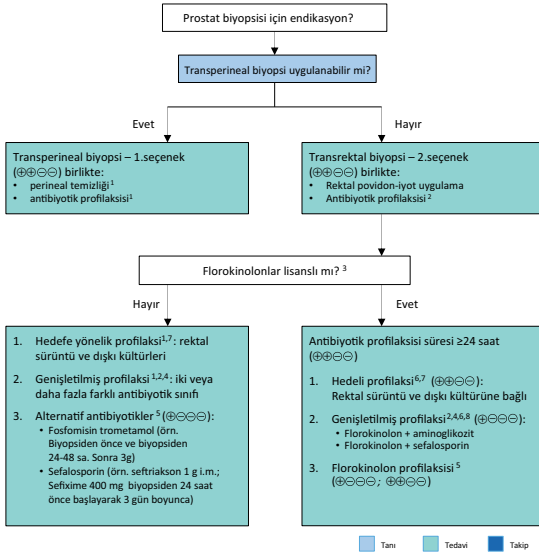 Prostat biyopsisi için endikasyon?
Transperineal biyopsi uygulanabilir mi?
Evet
Hayır
Transperineal biyopsi – 1.seçenek
(⊕⊕⊖⊖) birlikte:
• perineal temizliği¹
• antibiyotik profilaksisi¹
Transrektal biyopsi – 2.seçenek
(⊕⊕⊖⊖) birlikte:
• Rektal povidon-iyot uygulama
• Antibiyotik profilaksisi²
Florokinolonlar lisanslı mı? ³
Hayır
Evet
1. Hedefe yönelik profilaksi¹,⁷: rektal
sürüntü ve dışkı kültürleri
2. Genişletilmiş profilaksi ¹,²,⁴: iki veya
daha fazla farklı antibiyotik sınıfı
3. Alternatif antibiyotikler ⁵ (⊕⊖⊖⊖):
• Fosfomisin trometamol (örn.
Biyopsiden önce ve biyopsiden
24-48 sa. Sonra 3g)
• Sefalosporin (örn. seftriakson 1 g i.m.;
Sefixime 400 mg biyopsiden 24 saat
önce başlayarak 3 gün boyunca)
Antibiyotik profilaksisi süresi ≥24 saat
(⊕⊕⊖⊖)
1. Hedeli profilaksi⁶,⁷ (⊕⊕⊖⊖):
Rektal sürüntü ve dışkı kültürüne bağlı
2. Genişletilmiş profilaksi²,⁴,⁶,⁸ (⊕⊖⊖⊖):
• Florokinolon + aminoglikozit
• Florokinolon + sefalosporin
3. Florokinolon profilaksisi ⁵
(⊕⊖⊖⊖; ⊕⊕⊖⊖)
Tanı
Tedavi
Takip